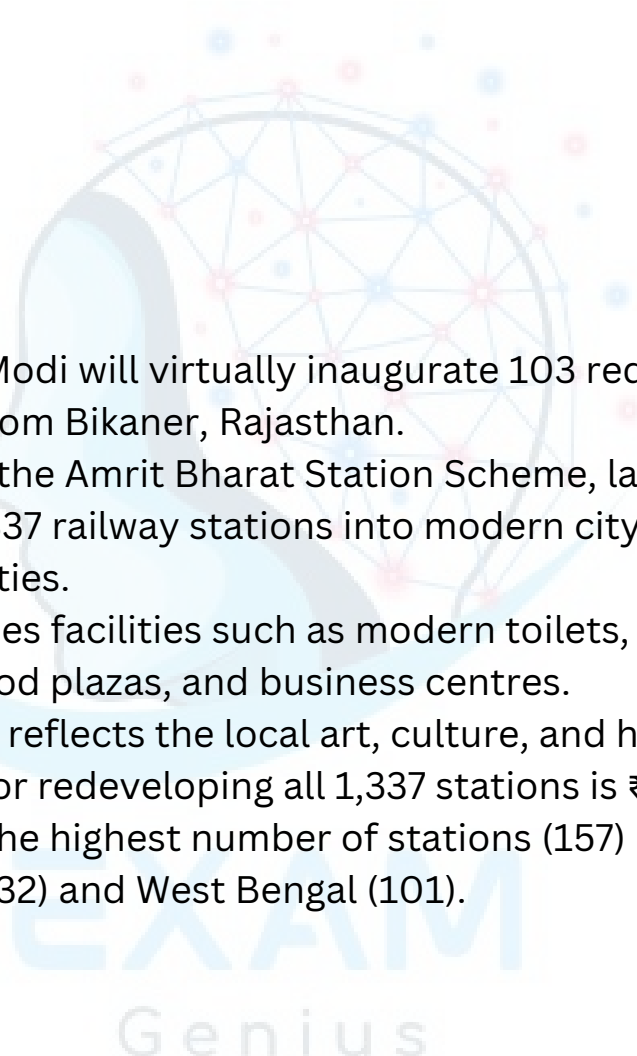 Modi will virtually inaugurate 103 red
om Bikaner, Rajasthan.
the Amrit Bharat Station Scheme, la
37 railway stations into modern city
ties.
es facilities such as modern toilets,
od plazas, and business centres.
reflects the local art, culture, and h
or redeveloping all 1,337 stations is ₹
he highest number of stations (157)
32) and West Bengal (101).
EXAM
Genius